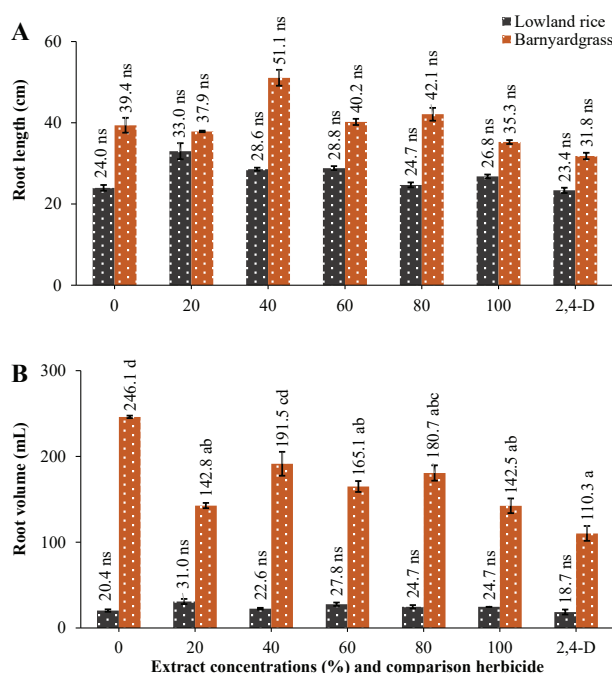 A
Lowland rice
Barnyardgrass
Root length (cm)
60
40
20
0
24.0 ns
39.4 ns
33.0 ns
37.9 ns
28.6 ns
51.1 ns
28.8 ns
40.2 ns
24.7 ns
42.1 ns
26.8 ns
35.3 ns
23.4 ns
31.8 ns
0 20 40 60 80 100 2,4-D
B
Root volume (mL)
300
200
100
0
20.4 ns
246.1 d
31.0 ns
142.8 ab
22.6 ns
191.5 cd
27.8 ns
165.1 ab
24.7 ns
180.7 abc
24.7 ns
142.5 ab
18.7 ns
110.3 a
0 20 40 60 80 100 2,4-D
Extract concentrations (%) and comparison herbicide